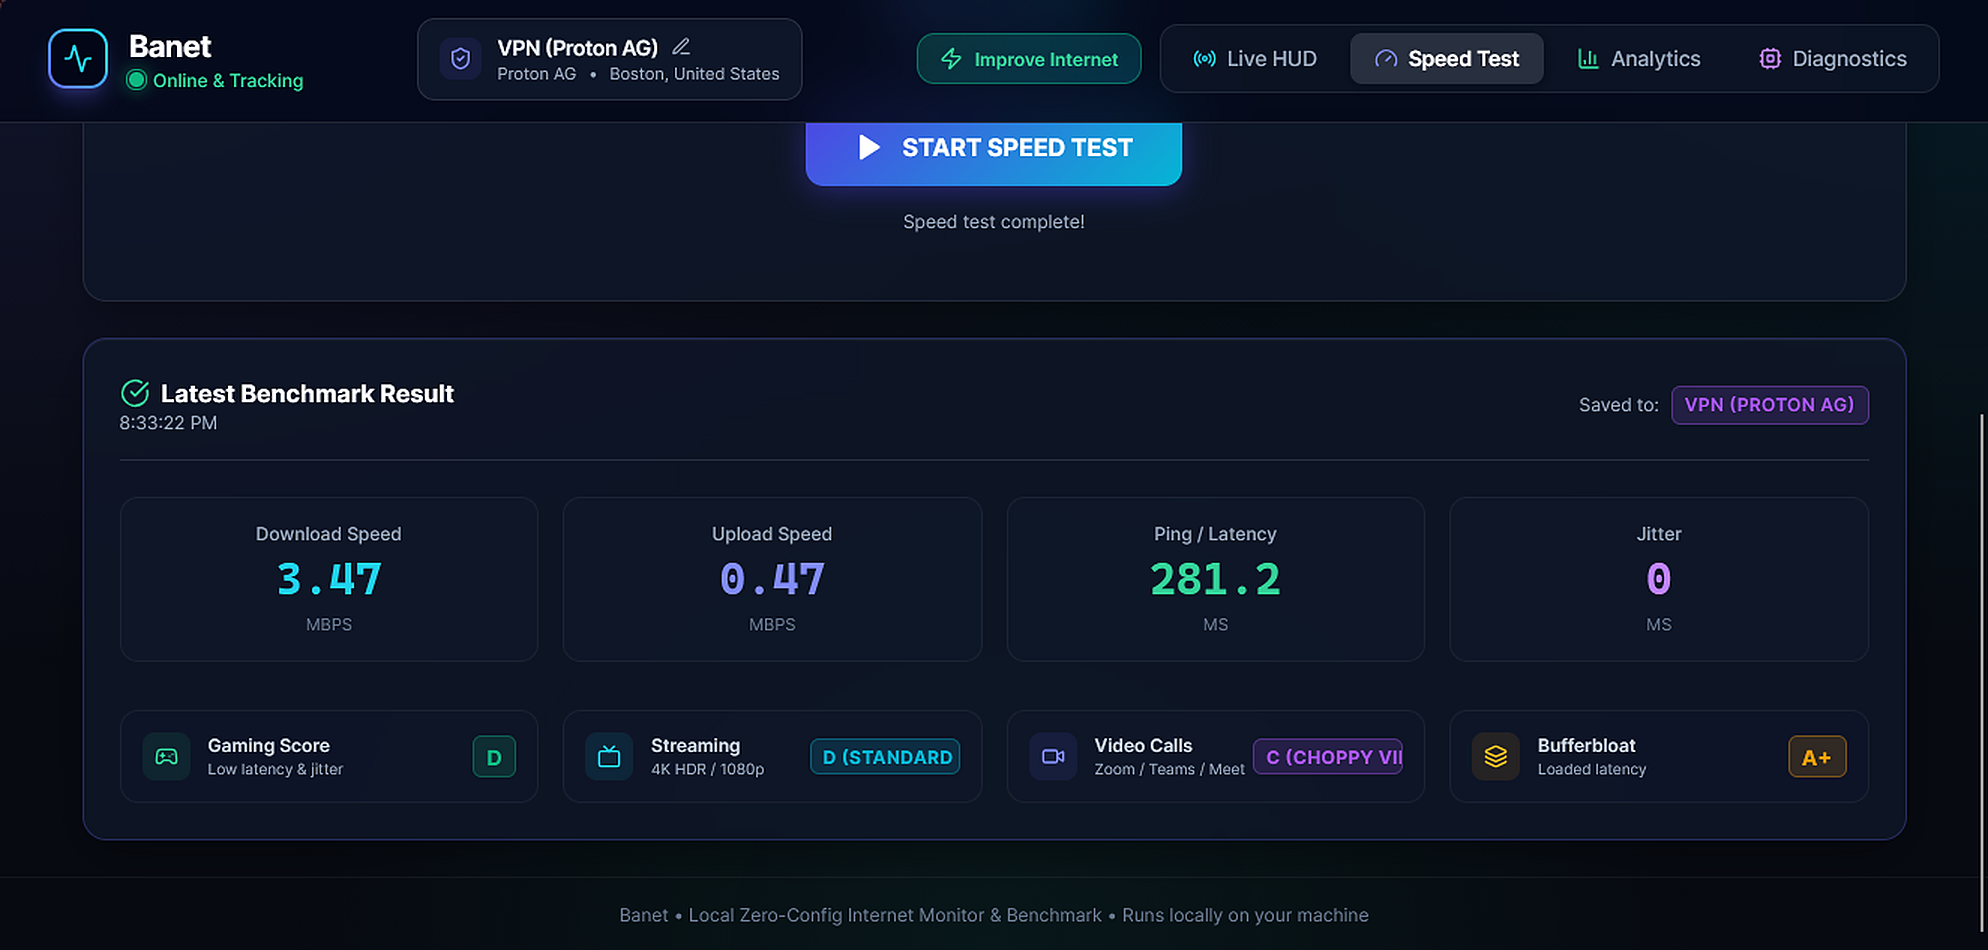 Banet
Online & Tracking
VPN (Proton AG)
Proton AG • Boston, United States
Improve Internet
Live HUD
Speed Test
Analytics
Diagnostics
START SPEED TEST
Speed test complete!
Latest Benchmark Result
8:33:22 PM
Saved to: VPN (PROTON AG)
Download Speed
3.47
MBPS
Upload Speed
0.47
MBPS
Ping / Latency
281.2
MS
Jitter
0
MS
Gaming Score
Low latency & jitter
D
Streaming
4K HDR / 1080p
D (STANDARD
Video Calls
Zoom / Teams / Meet
C (CHOPPY VII
Bufferbloat
Loaded latency
A+
Banet • Local Zero-Config Internet Monitor & Benchmark • Runs locally on your machine